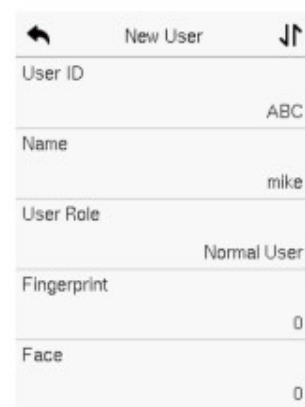 New User
User ID
ABC
Name
mike
User Role
Normal User
Fingerprint
0
Face
0